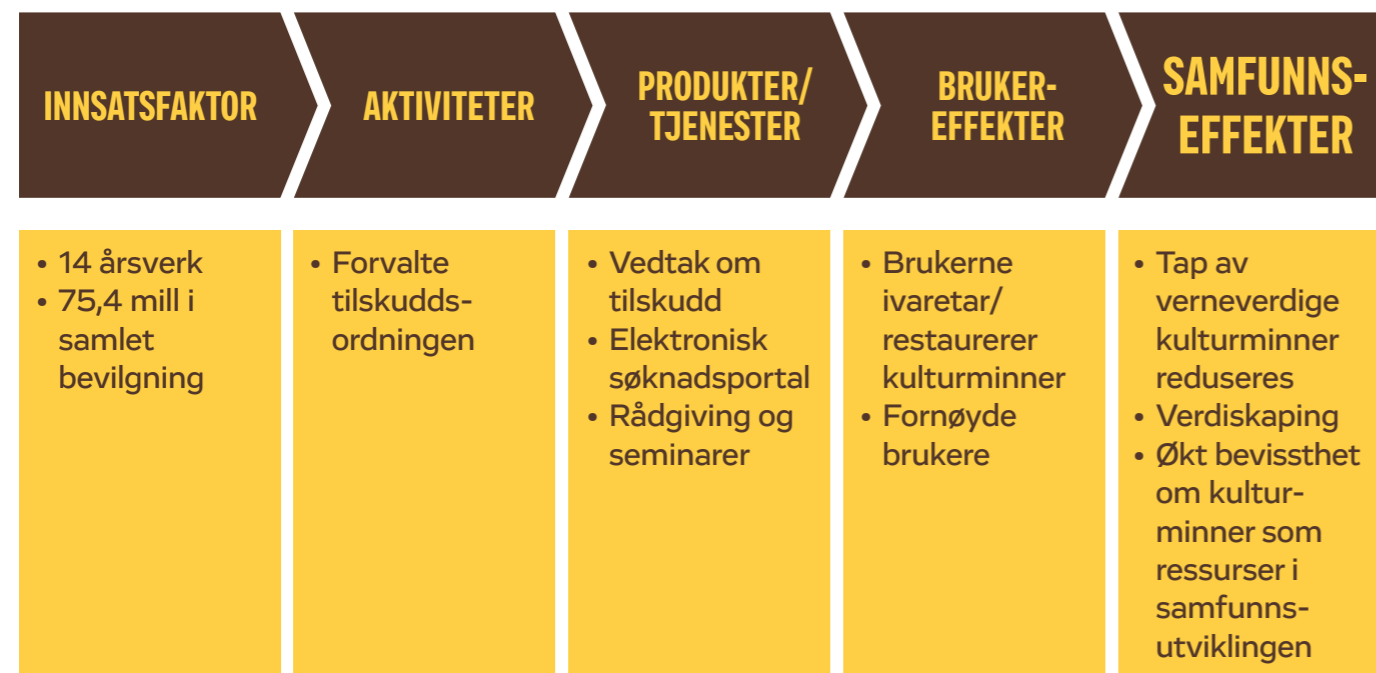 INNSATSFAKTOR
AKTIVITETER
PRODUKTER/
TJENESTER
BRUKER-
EFFEKTER
SAMFUNNS-
EFFEKTER
• 14 årsverk
• 75,4 mill i
samlet
bevilgning
• Forvalte
tilskudds-
ordningen
• Vedtak om
tilskudd
• Elektronisk
søknadsportal
• Rådgiving og
seminarer
• Brukerne
ivaretar/
restaurerer
kulturminner
• Fornøyde
brukere
• Tap av
verneverdige
kulturminner
reduseres
• Verdiskaping
• Økt bevissthet
om kultur-
minner som
ressurser i
samfunns-
utviklingen